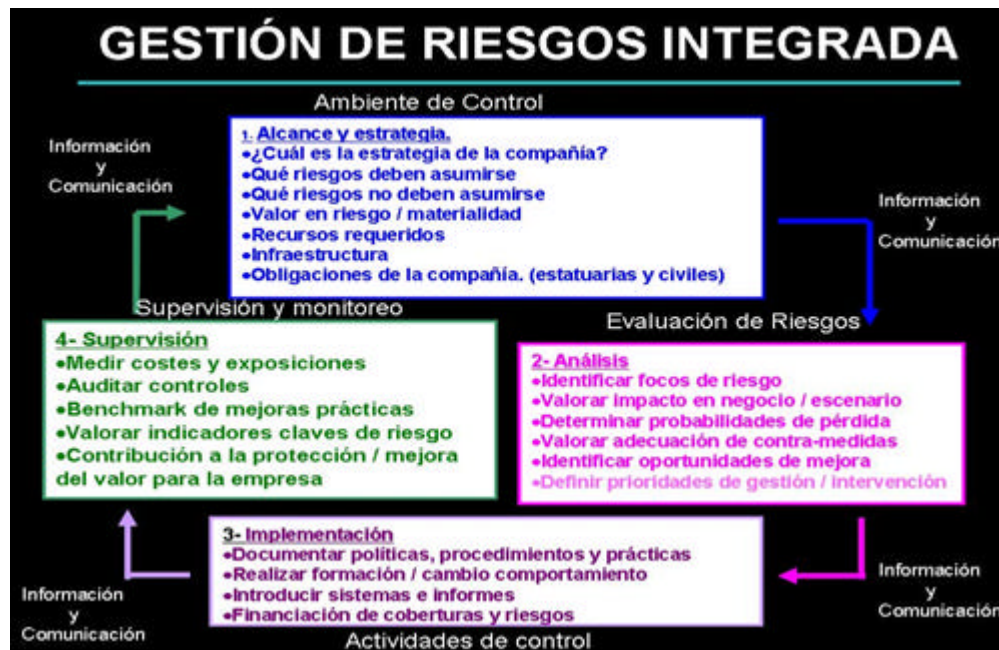 GESTIÓN DE RIESGOS INTEGRADA
Ambiente de Control
Información
y
Comunicación
1- Alcance y estrategia.
•¿Cuál es la estrategia de la compañía?
•Qué riesgos deben asumirse
•Qué riesgos no deben asumirse
•Valor en riesgo / materialidad
•Recursos requeridos
•Infraestructura
•Obligaciones de la compañía. (estatuarias y civiles)
Información
y
Comunicación
Evaluación de Riesgos
2- Análisis
•Identificar focos de riesgo
•Valorar impacto en negocio / escenario
•Determinar probabilidades de pérdida
•Valorar adecuación de contra-medidas
•Identificar oportunidades de mejora
•Definir prioridades de gestión / intervención
Información
y
Comunicación
3- Implementación
•Documentar políticas, procedimientos y prácticas
•Realizar formación / cambio comportamiento
•Introducir sistemas e informes
•Financiación de coberturas y riesgos
Actividades de control
Información
y
Comunicación
Supervisión y monitoreo
4- Supervisión
•Medir costes y exposiciones
•Auditar controles
•Benchmark de mejoras prácticas
•Valorar indicadores claves de riesgo
•Contribución a la protección / mejora
del valor para la empresa